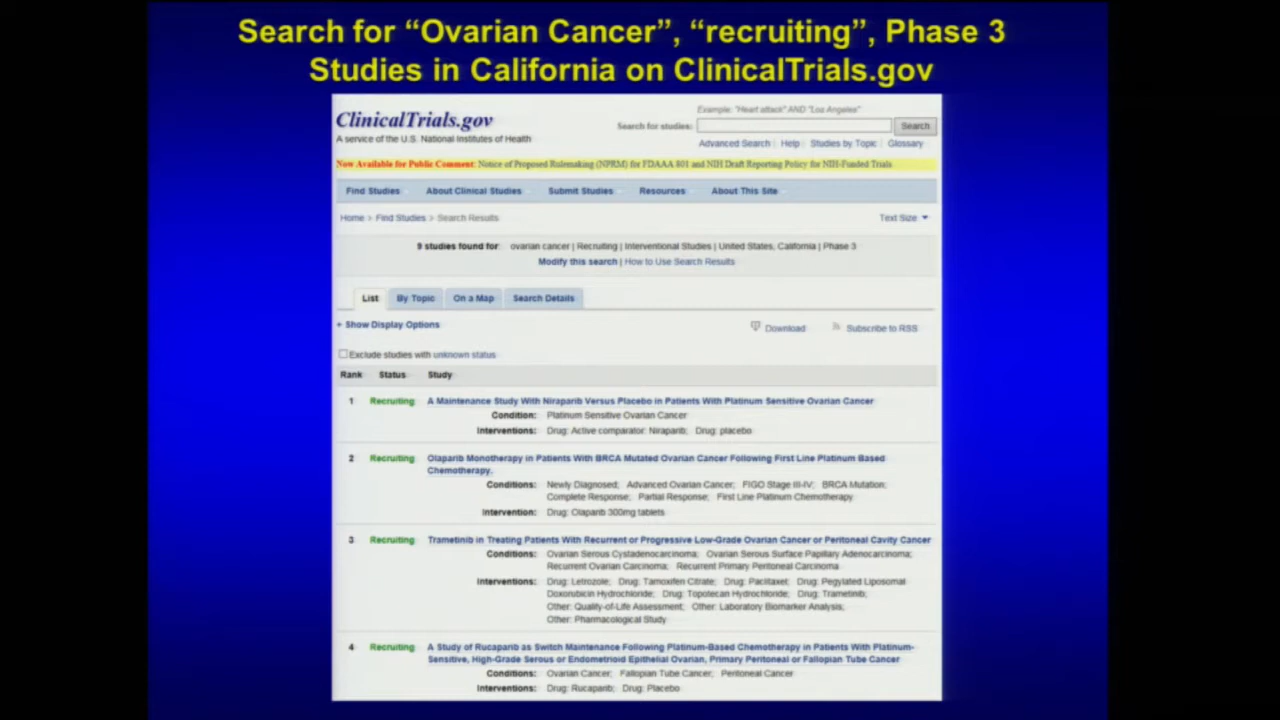 Search for “Ovarian Cancer”, “recruiting”, Phase 3
Studies in California on ClinicalTrials.gov
Example: "Heart attack" AND "Los Angeles"
ClinicalTrials.gov
Search for studies:
Search
A service of the U.S. National Institutes of Health
Advanced Search | Help | Studies by Topic | Glossary
Now Available for Public Comment: Notice of Proposed Rulemaking (NPRM) for FDAAA 801 and NIH Draft Reporting Policy for NIH-Funded Trials
Find Studies About Clinical Studies Submit Studies Resources About This Site
Home > Find Studies > Search Results
Text Size
9 studies found for: ovarian cancer | Recruiting | Interventional Studies | United States, California | Phase 3
Modify this search | How to Use Search Results
List By Topic On a Map Search Details
+ Show Display Options
Download Subscribe to RSS
Exclude studies with unknown status
Rank Status Study
1 Recruiting A Maintenance Study With Niraparib Versus Placebo in Patients With Platinum Sensitive Ovarian Cancer
Condition: Platinum Sensitive Ovarian Cancer
Interventions: Drug: Active comparator: Niraparib; Drug: placebo
2 Recruiting Olaparib Monotherapy in Patients With BRCA Mutated Ovarian Cancer Following First Line Platinum Based
Chemotherapy.
Conditions: Newly Diagnosed; Advanced Ovarian Cancer; FIGO Stage III-IV; BRCA Mutation;
Complete Response; Partial Response; First Line Platinum Chemotherapy
Intervention: Drug: Olaparib 300mg tablets
3 Recruiting Trametinib in Treating Patients With Recurrent or Progressive Low-Grade Ovarian Cancer or Peritoneal Cavity Cancer
Conditions: Ovarian Serous Cystadenocarcinoma; Ovarian Serous Surface Papillary Adenocarcinoma;
Recurrent Ovarian Carcinoma; Recurrent Primary Peritoneal Carcinoma
Interventions: Drug: Letrozole; Drug: Tamoxifen Citrate; Drug: Paclitaxel; Drug: Pegylated Liposomal
Doxorubicin Hydrochloride; Drug: Topotecan Hydrochloride; Drug: Trametinib;
Other: Quality-of-Life Assessment; Other: Laboratory Biomarker Analysis;
Other: Pharmacological Study
4 Recruiting A Study of Rucaparib as Switch Maintenance Following Platinum-Based Chemotherapy in Patients With Platinum-
Sensitive, High-Grade Serous or Endometrioid Epithelial Ovarian, Primary Peritoneal or Fallopian Tube Cancer
Conditions: Ovarian Cancer; Fallopian Tube Cancer; Peritoneal Cancer
Interventions: Drug: Rucaparib; Drug: Placebo